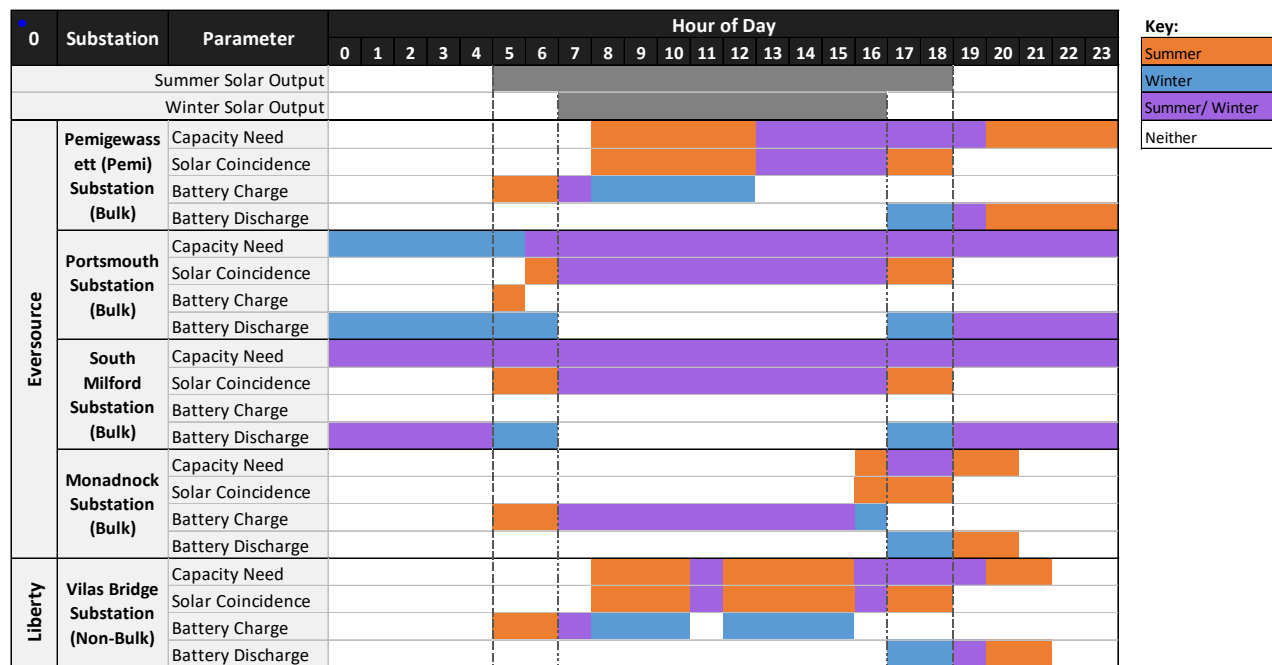 Hour of Day
0 Substation Parameter
0 1 2 3 4 5 6 7 8 9 10 11 12 13 14 15 16 17 18 19 20 21 22 23
Summer Solar Output
Winter Solar Output
Eversource
Pemigewass
ett (Pemi)
Substation
(Bulk)
Capacity Need
Solar Coincidence
Battery Charge
Battery Discharge
Portsmouth
Substation
(Bulk)
Capacity Need
Solar Coincidence
Battery Charge
Battery Discharge
South
Milford
Substation
(Bulk)
Capacity Need
Solar Coincidence
Battery Charge
Battery Discharge
Monadnock
Substation
(Bulk)
Capacity Need
Solar Coincidence
Battery Charge
Battery Discharge
Liberty
Vilas Bridge
Substation
(Non-Bulk)
Capacity Need
Solar Coincidence
Battery Charge
Battery Discharge
Key:
Summer
Winter
Summer/ Winter
Neither